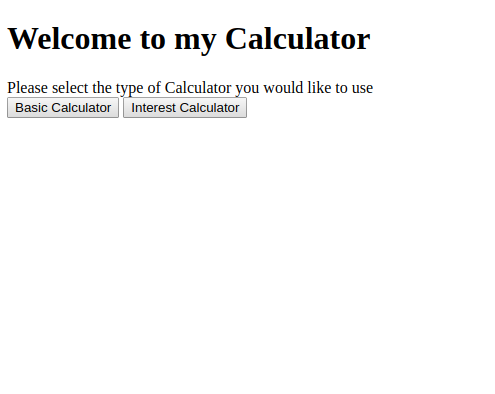 Welcome to my Calculator
Please select the type of Calculator you would like to use
Basic Calculator Interest Calculator